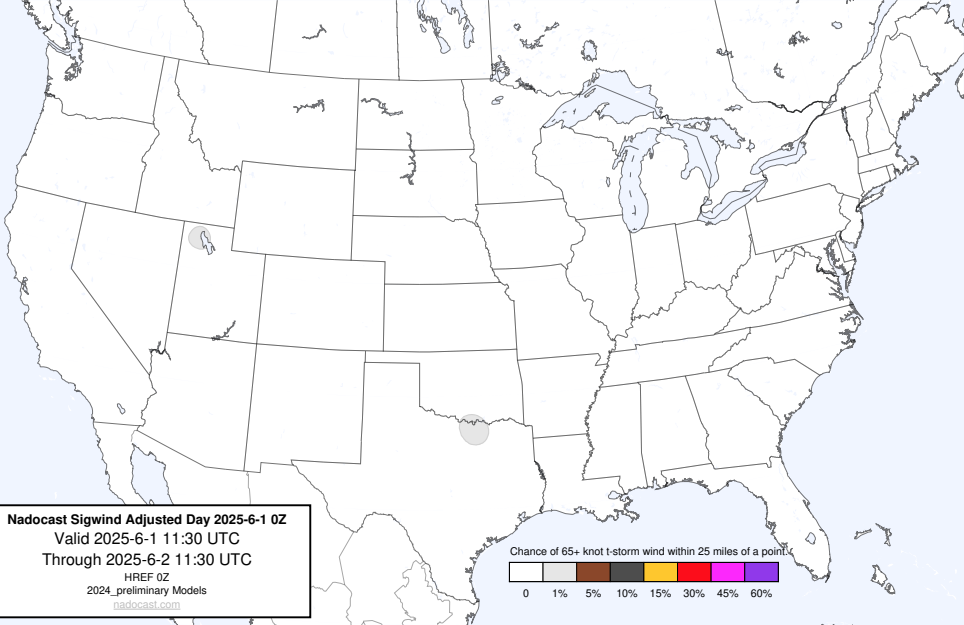 Nadocast Sigwind Adjusted Day 2025-6-1 0Z
Valid 2025-6-1 11:30 UTC
Through 2025-6-2 11:30 UTC
HREF 0Z
2024_preliminary Models
nadocast.com
Chance of 65+ knot t-storm wind within 25 miles of a point.
0 1% 5% 10% 15% 30% 45% 60%